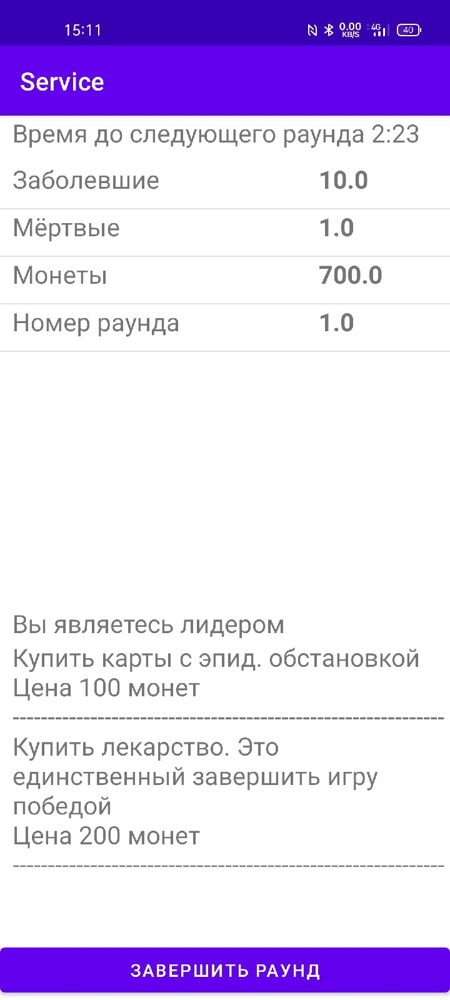 15:11
0.00
KB/S
4G
40
Service
Время до следующего раунда 2:23
Заболевшие 10.0
Мёртвые 1.0
Монеты 700.0
Номер раунда 1.0
Вы являетесь лидером
Купить карты с эпид. обстановкой
Цена 100 монет
------------------------------------------------------------
Купить лекарство. Это
единственный завершить игру
победой
Цена 200 монет
------------------------------------------------------------
ЗАВЕРШИТЬ РАУНД